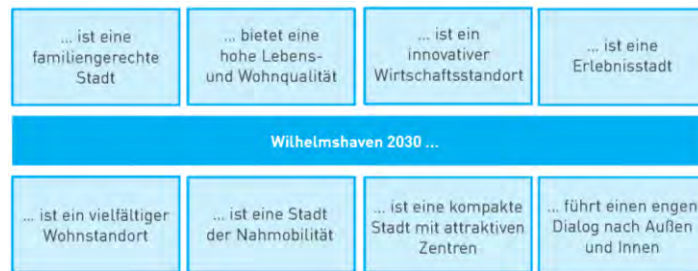 ... ist eine
familiengerechte
Stadt
... bietet eine
hohe Lebens-
und Wohnqualität
... ist ein
innovativer
Wirtschaftsstandort
... ist eine
Erlebnisstadt
Wilhelmshaven 2030 ...
... ist ein vielfältiger
Wohnstandort
... ist eine Stadt
der Nahmobilität
... ist eine kompakte
Stadt mit attraktiven
Zentren
... führt einen engen
Dialog nach Außen
und Innen